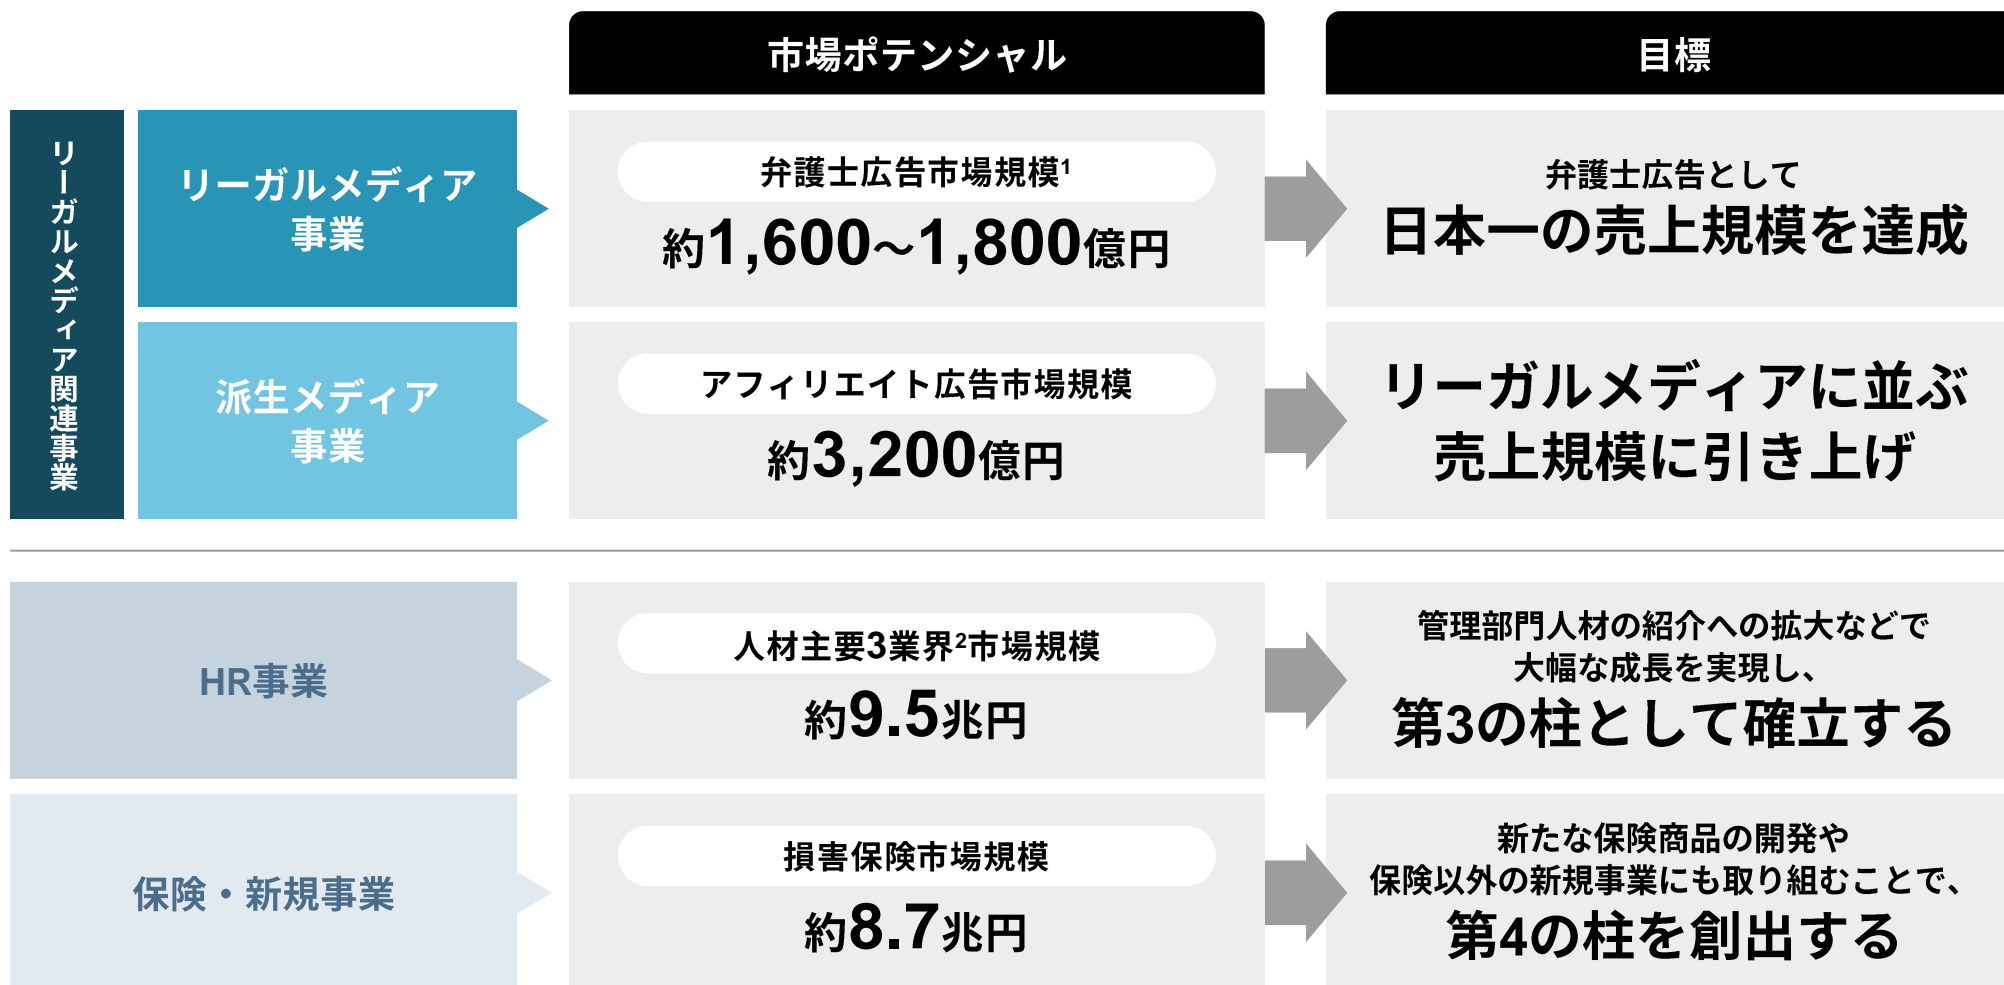 市場ポテンシャル
目標
リーガルメディア関連事業
リーガルメディア
事業
弁護士広告市場規模1
約1,600〜1,800億円
弁護士広告として
日本一の売上規模を達成
派生メディア
事業
アフィリエイト広告市場規模
約3,200億円
リーガルメディアに並ぶ
売上規模に引き上げ
HR事業
人材主要3業界2市場規模
約9.5兆円
管理部門人材の紹介への拡大などで
大幅な成長を実現し、
第3の柱として確立する
保険・新規事業
損害保険市場規模
約8.7兆円
新たな保険商品の開発や
保険以外の新規事業にも取り組むことで、
第4の柱を創出する